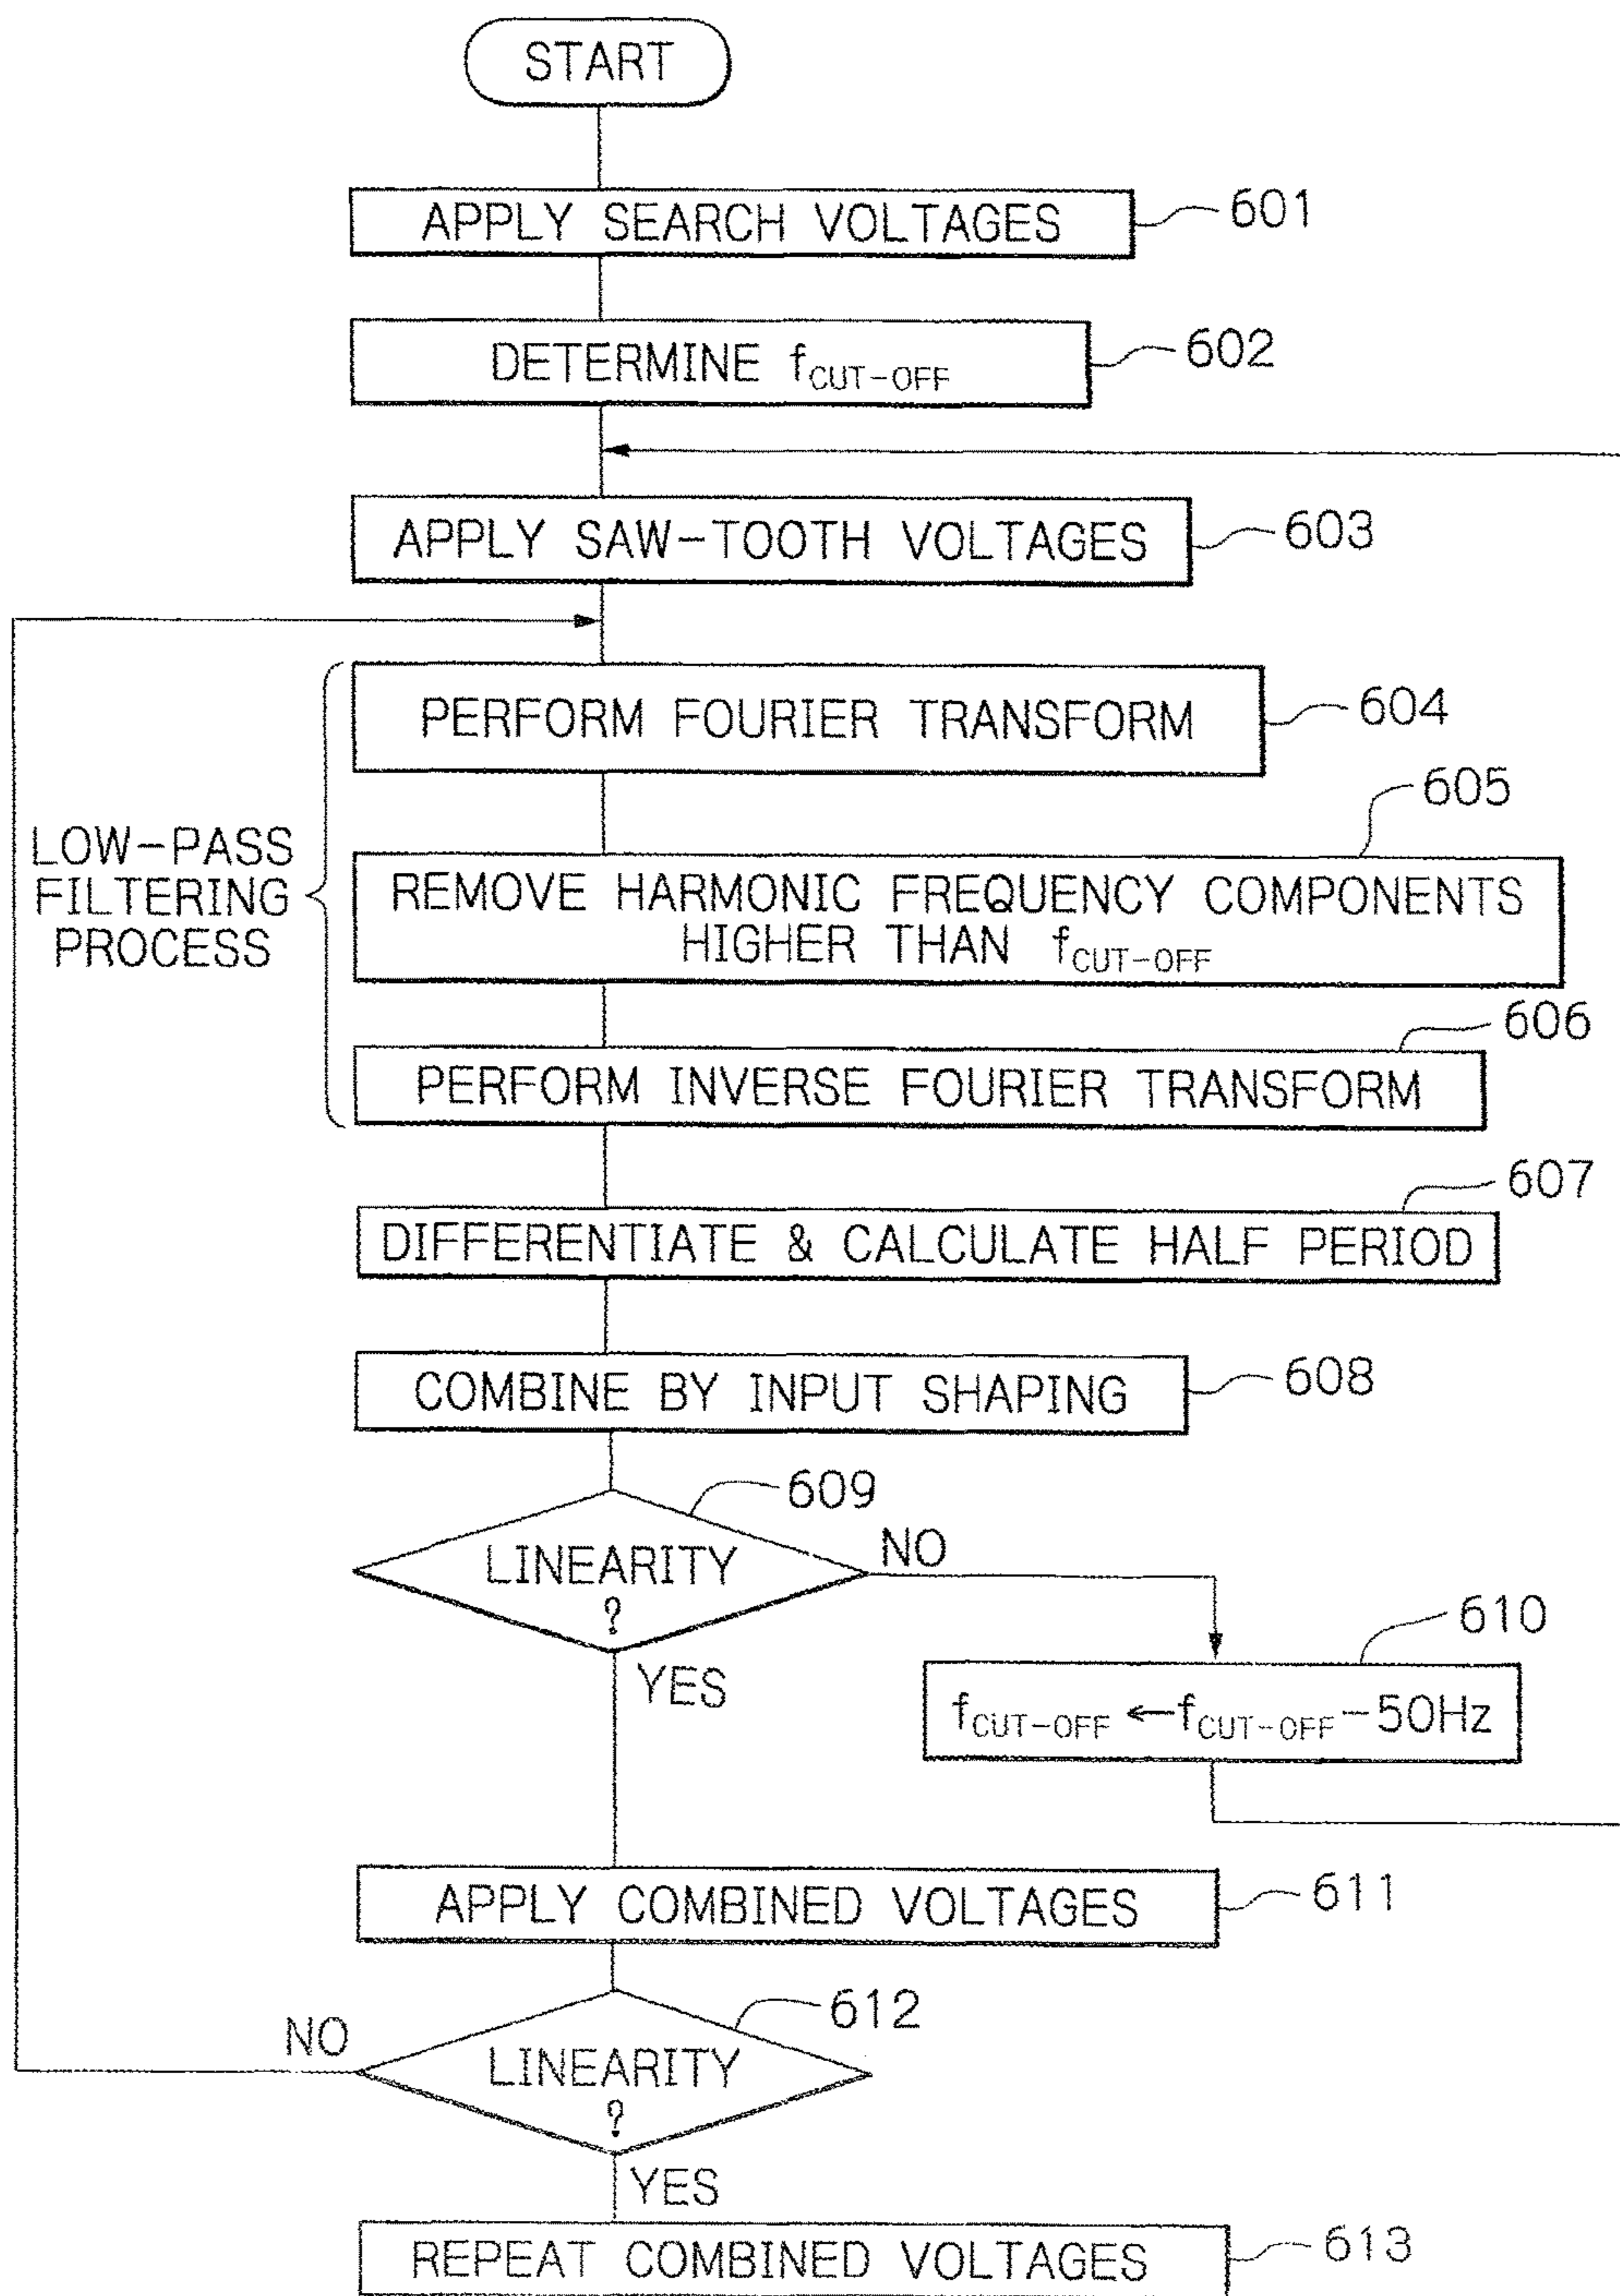 START
APPLY SEARCH VOLTAGES
601
DETERMINE fCUT-OFF
602
APPLY SAW-TOOTH VOLTAGES
603
PERFORM FOURIER TRANSFORM
604
605
LOW-PASS
FILTERING
PROCESS
REMOVE HARMONIC FREQUENCY COMPONENTS
HIGHER THAN fCUT-OFF
606
PERFORM INVERSE FOURIER TRANSFORM
607
DIFFERENTIATE & CALCULATE HALF PERIOD
COMBINE BY INPUT SHAPING
608
609
LINEARITY
?
NO
YES
610
fCUT-OFF ←fCUT-OFF-50Hz
APPLY COMBINED VOLTAGES
611
612
NO
LINEARITY
?
YES
REPEAT COMBINED VOLTAGES
613